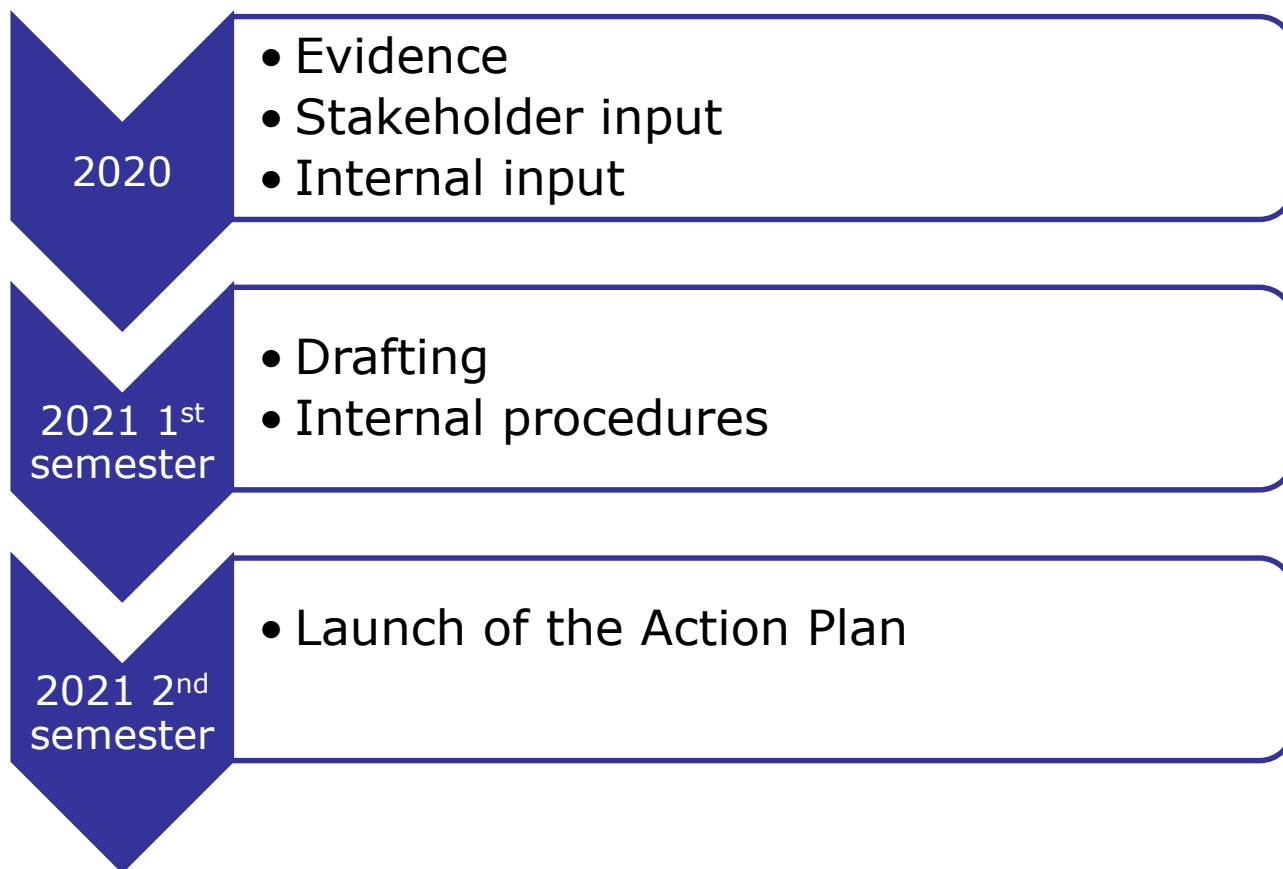 2020
• Evidence
• Stakeholder input
• Internal input
2021 1st
semester
• Drafting
• Internal procedures
2021 2nd
semester
• Launch of the Action Plan